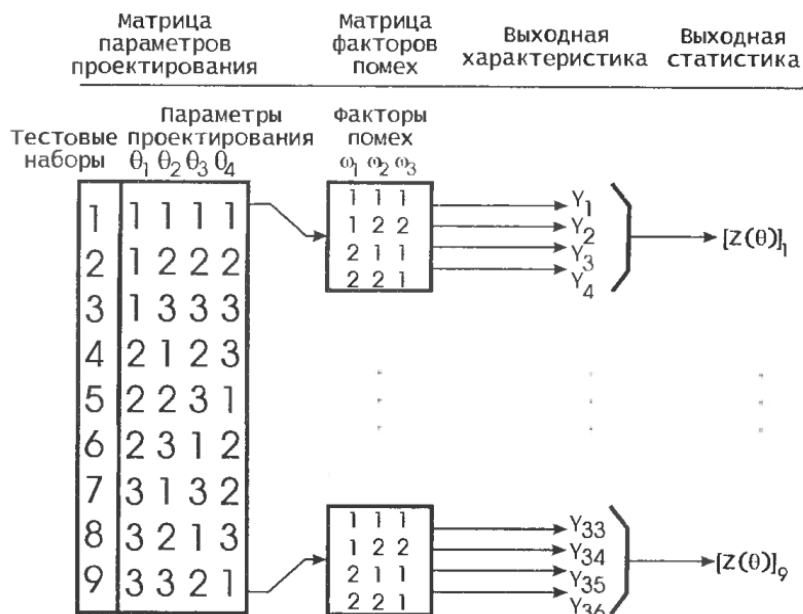 Матрица параметров проектирования
Матрица факторов помех
Выходная характеристика
Выходная статистика
Тестовые наборы
Параметры проектирования
θ1 θ2 θ3 θ4
Факторы помех
ω1 ω2 ω3
1 1 1 1 1
2 1 2 2 2
3 1 3 3 3
4 2 1 2 3
5 2 2 3 1
6 2 3 1 2
7 3 1 3 2
8 3 2 1 3
9 3 3 2 1
1 1 1
1 2 2
2 1 1
2 2 1
Y1
Y2
Y3
Y4
[Z(θ)]1
1 1 1
1 2 2
2 1 1
2 2 1
Y33
Y34
Y35
Y36
[Z(θ)]9